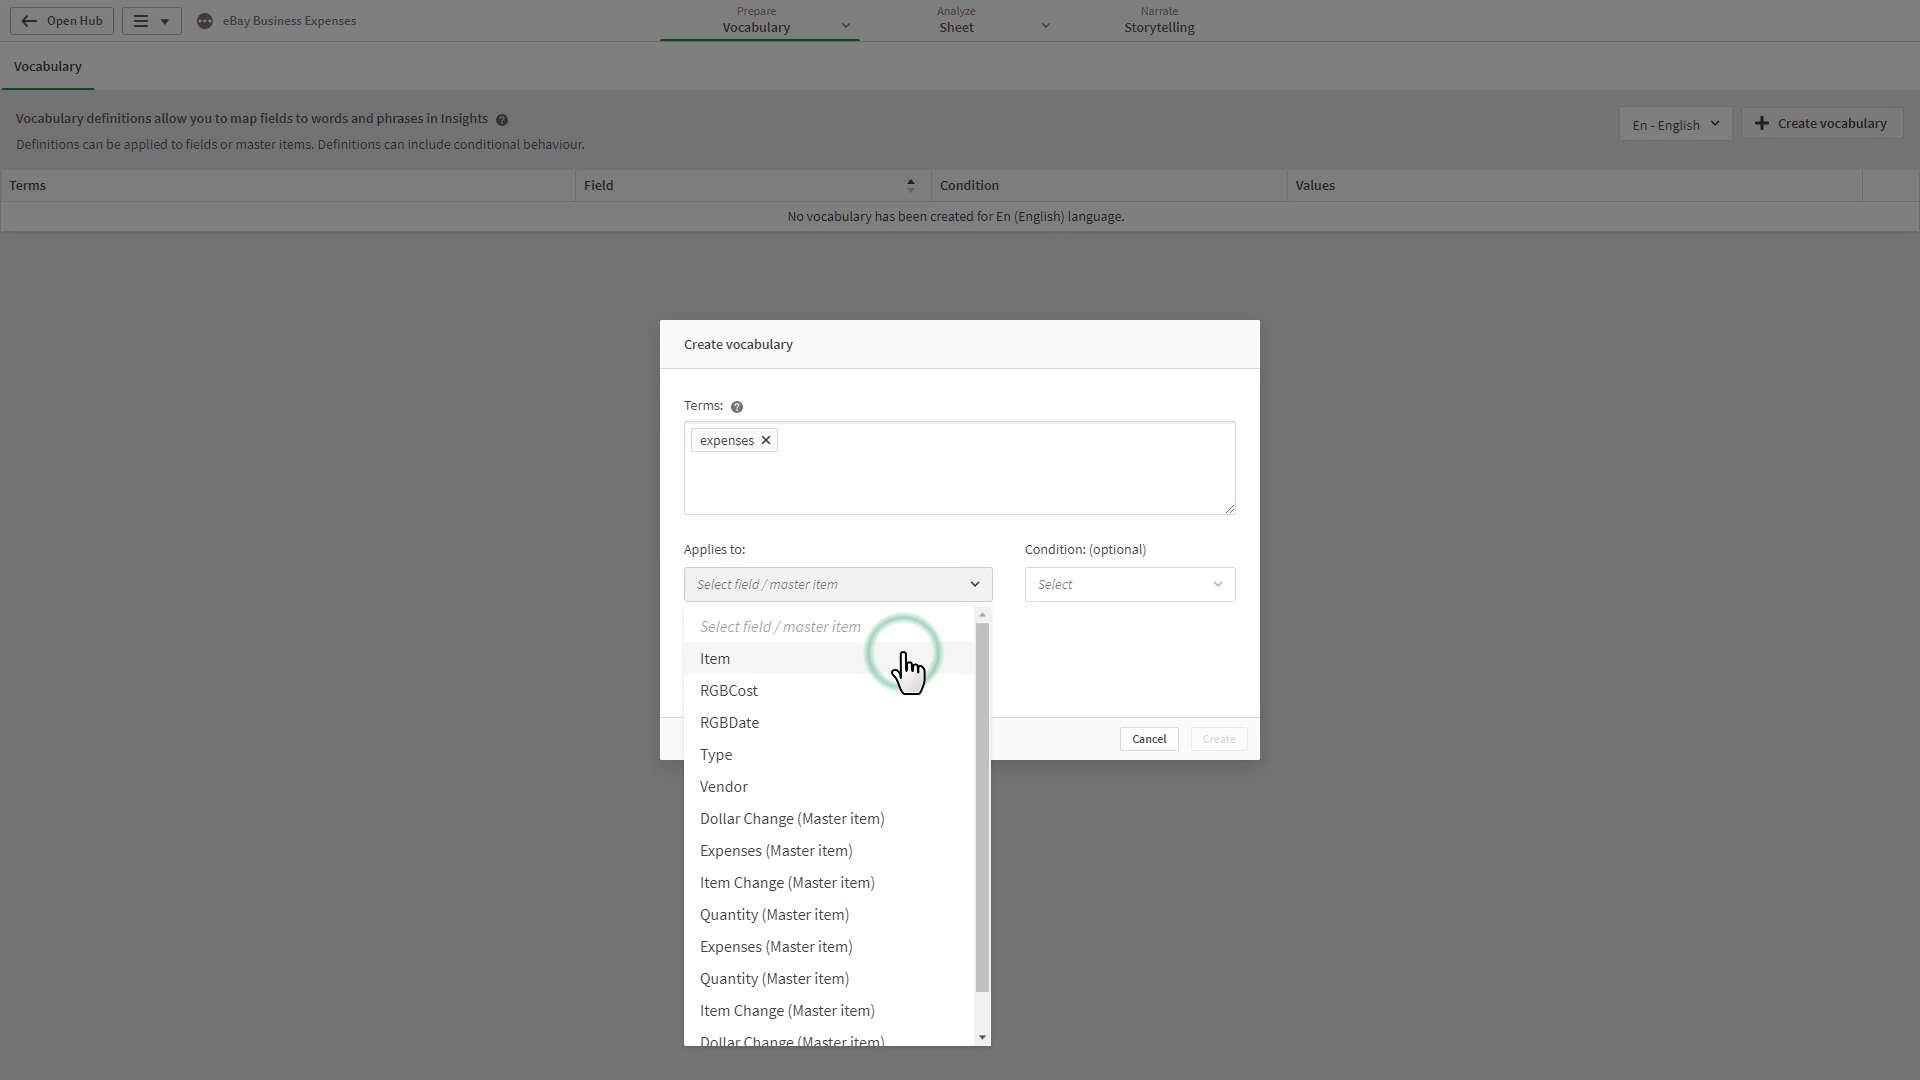 Open Hub
eBay Business Expenses
Prepare
Vocabulary
Analyze
Sheet
Narrate
Storytelling
Vocabulary
Vocabulary definitions allow you to map fields to words and phrases in Insights
Definitions can be applied to fields or master items. Definitions can include conditional behaviour.
En - English
Create vocabulary
Terms
Field
Condition
Values
No vocabulary has been created for En (English) language.
Create vocabulary
Terms:
expenses
Applies to:
Condition: (optional)
Select field / master item
Select
Select field / master item
Item
RGBCost
RGBDate
Type
Vendor
Dollar Change (Master item)
Expenses (Master item)
Item Change (Master item)
Quantity (Master item)
Expenses (Master item)
Quantity (Master item)
Item Change (Master item)
Dollar Change (Master item)
Cancel
Create